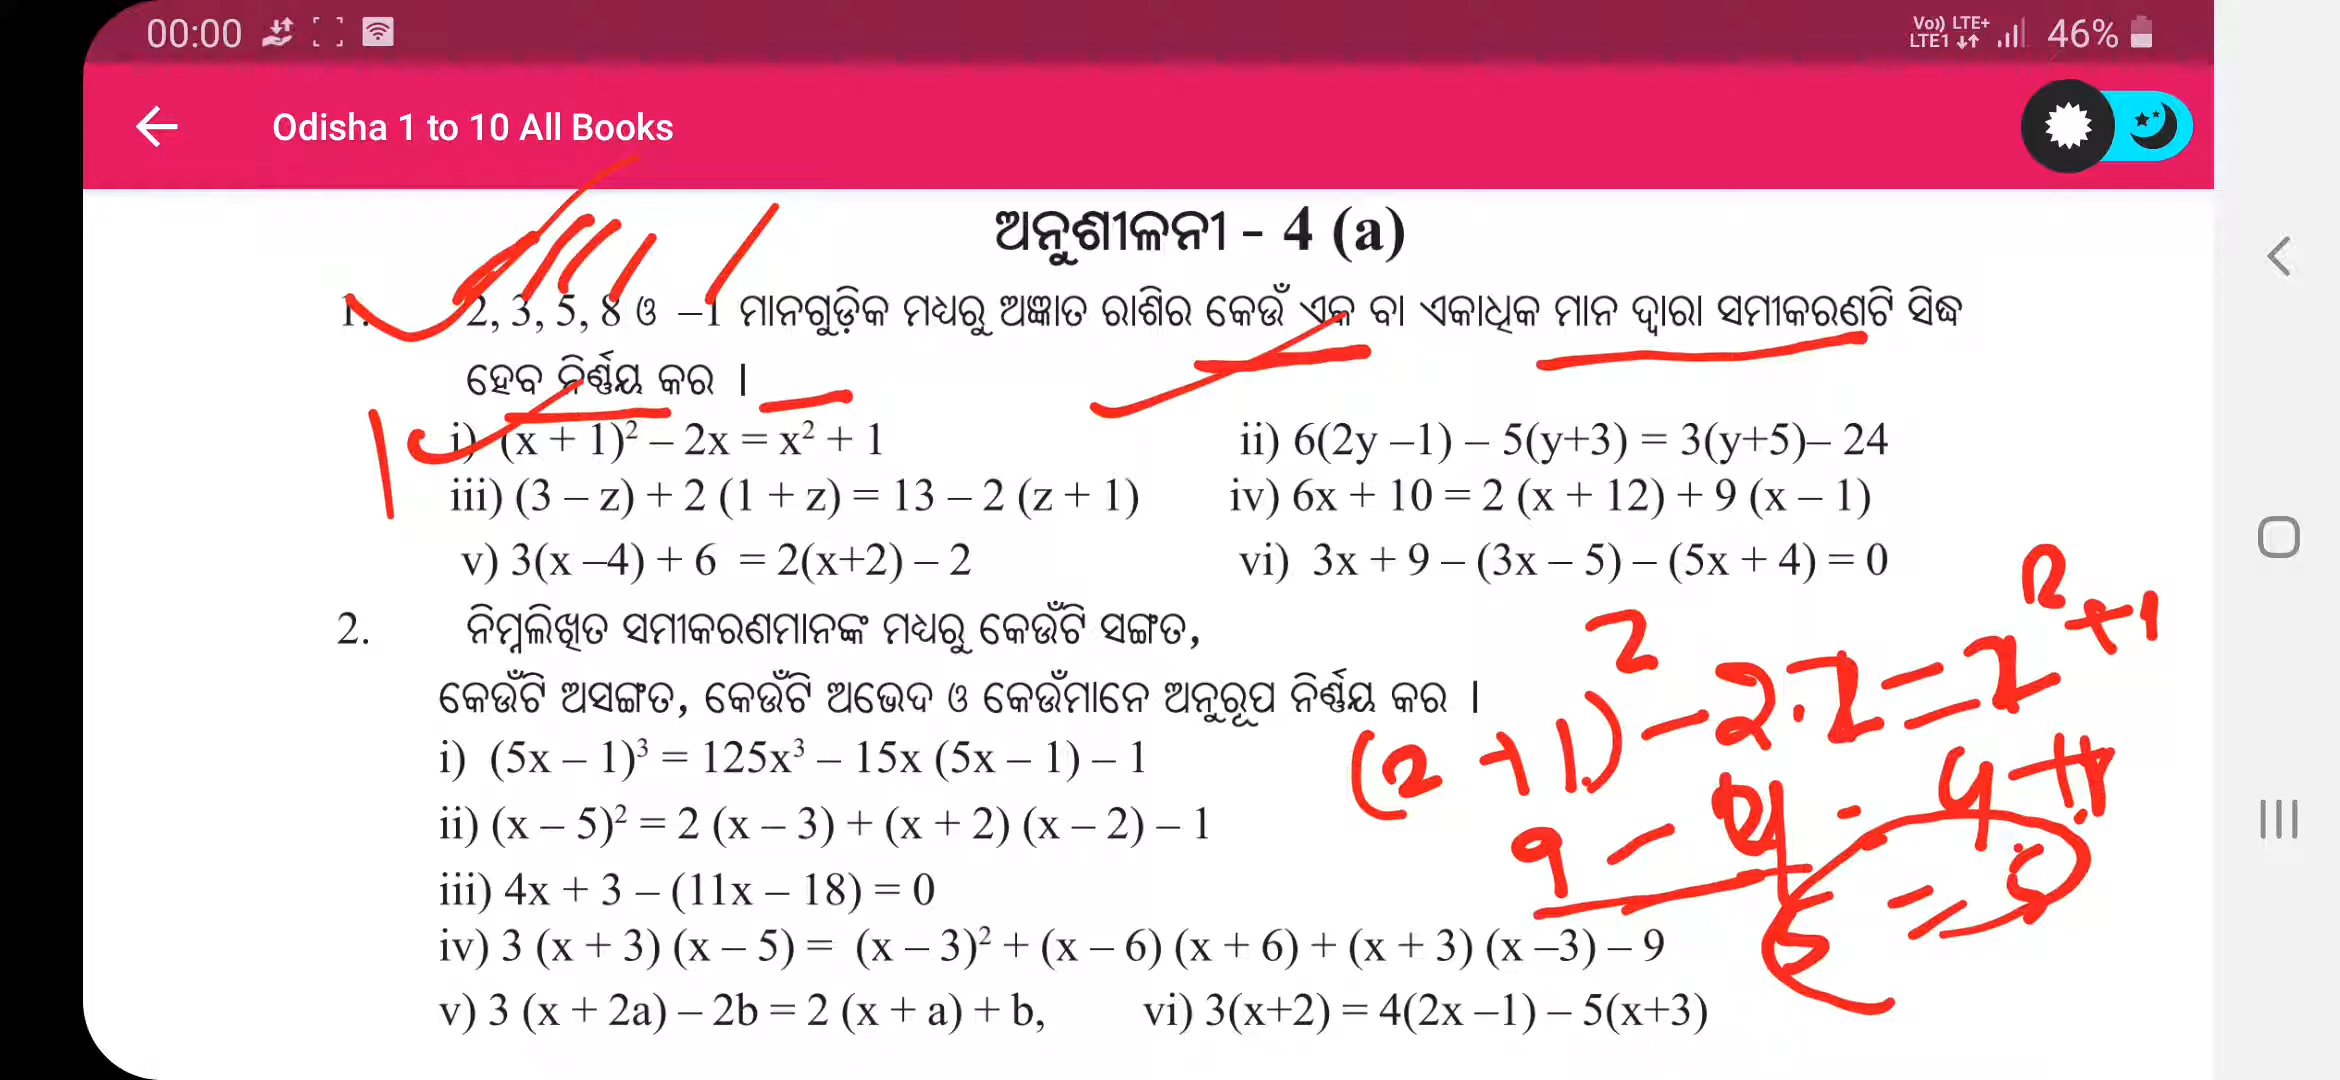 00:00 Vo)) LTE+ LTE1 46%
Odisha 1 to 10 All Books
ଅନୁଶୀଳନୀ - 4 (a)
1. 2, 3, 5, 8 ଓ –1 ମାନଗୁଡ଼ିକ ମଧ୍ୟରୁ ଅଜ୍ଞାତ ରାଶିର କେଉଁ ଏକ ବା ଏକାଧିକ ମାନ ଦ୍ୱାରା ସମୀକରଣଟି ସିଦ୍ଧ
ହେବ ନିର୍ଣ୍ଣୟ କର ।
i) (x + 1)² – 2x = x² + 1 ii) 6(2y –1) – 5(y+3) = 3(y+5)– 24
iii) (3 – z) + 2 (1 + z) = 13 – 2 (z + 1) iv) 6x + 10 = 2 (x + 12) + 9 (x – 1)
v) 3(x –4) + 6 = 2(x+2) – 2 vi) 3x + 9 – (3x – 5) – (5x + 4) = 0
2. ନିମ୍ନଲିଖିତ ସମୀକରଣମାନଙ୍କ ମଧ୍ୟରୁ କେଉଁଟି ସଙ୍ଗତ,
କେଉଁଟି ଅସଙ୍ଗତ, କେଉଁଟି ଅଭେଦ ଓ କେଉଁମାନେ ଅନୁରୂପ ନିର୍ଣ୍ଣୟ କର ।
(2 +1)² – 2.2 = 2² +1
i) (5x – 1)³ = 125x³ – 15x (5x – 1) – 1
ii) (x – 5)² = 2 (x – 3) + (x + 2) (x – 2) – 1
9 – 4 = 4 + 1
iii) 4x + 3 – (11x – 18) = 0
5 = 5
iv) 3 (x + 3) (x – 5) = (x – 3)² + (x – 6) (x + 6) + (x + 3) (x –3) – 9
v) 3 (x + 2a) – 2b = 2 (x + a) + b, vi) 3(x+2) = 4(2x –1) – 5(x+3)